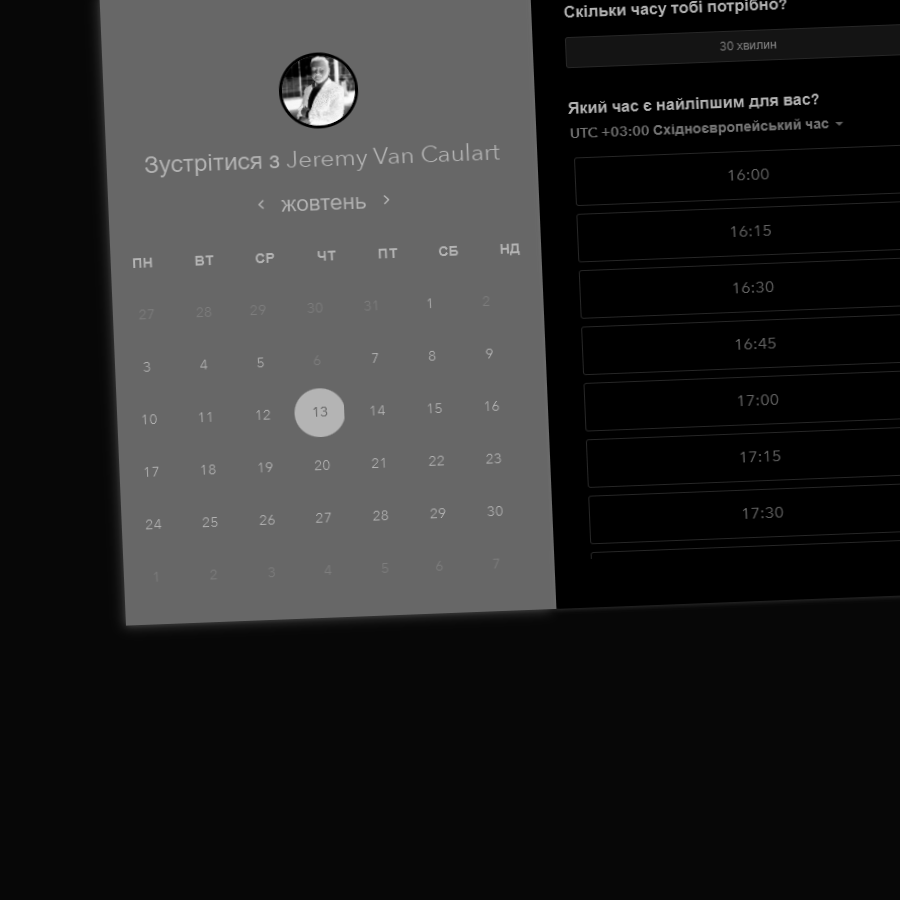 Зустрітися з Jeremy Van Caulart
жовтень
ПН ВТ СР ЧТ ПТ СБ НД
27 28 29 30 31 1 2
3 4 5 6 7 8 9
10 11 12 13 14 15 16
17 18 19 20 21 22 23
24 25 26 27 28 29 30
1 2 3 4 5 6 7
Скільки часу тобі потрібно?
30 хвилин
Який час є найліпшим для вас?
UTC +03:00 Східноєвропейський час
16:00
16:15
16:30
16:45
17:00
17:15
17:30